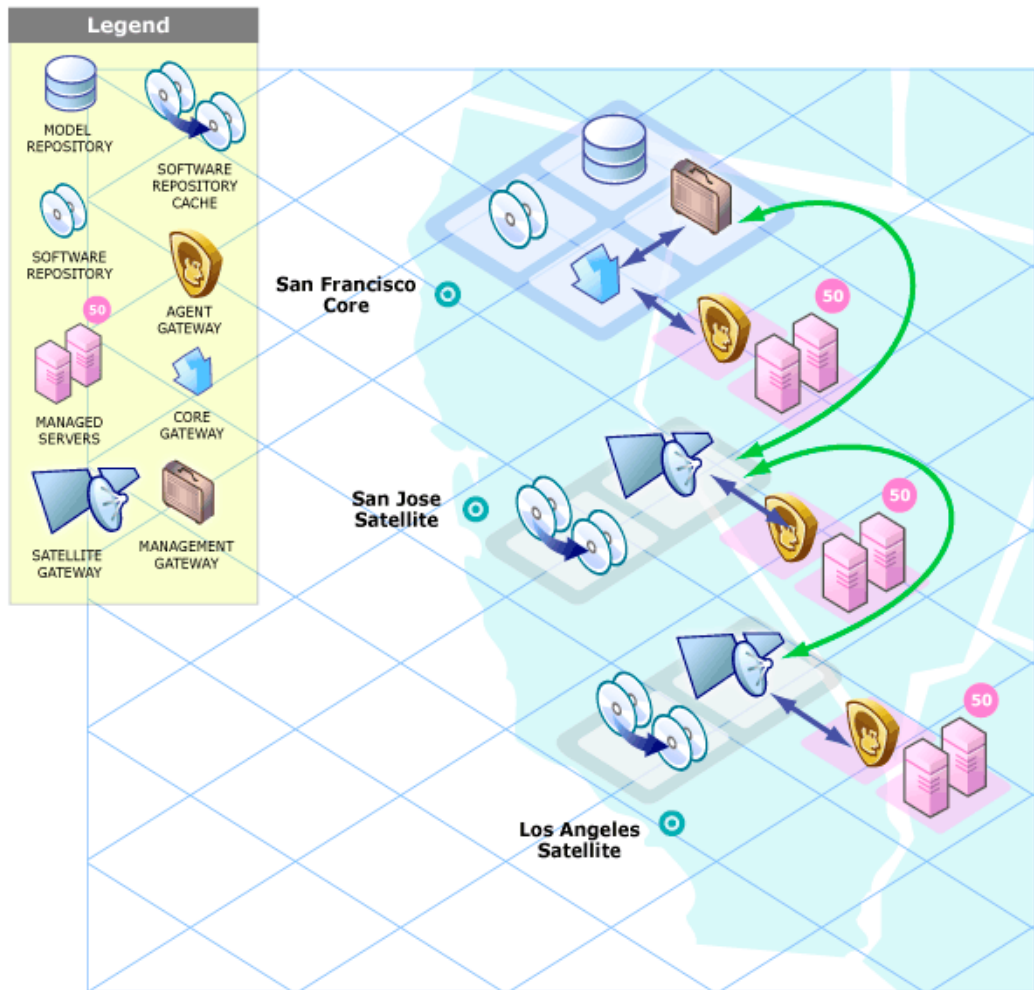 Legend
MODEL
REPOSITORY
SOFTWARE
REPOSITORY
CACHE
SOFTWARE
REPOSITORY
AGENT
GATEWAY
50
MANAGED
SERVERS
CORE
GATEWAY
SATELLITE
GATEWAY
MANAGEMENT
GATEWAY
San Francisco
Core
50
San Jose
Satellite
50
Los Angeles
Satellite
50